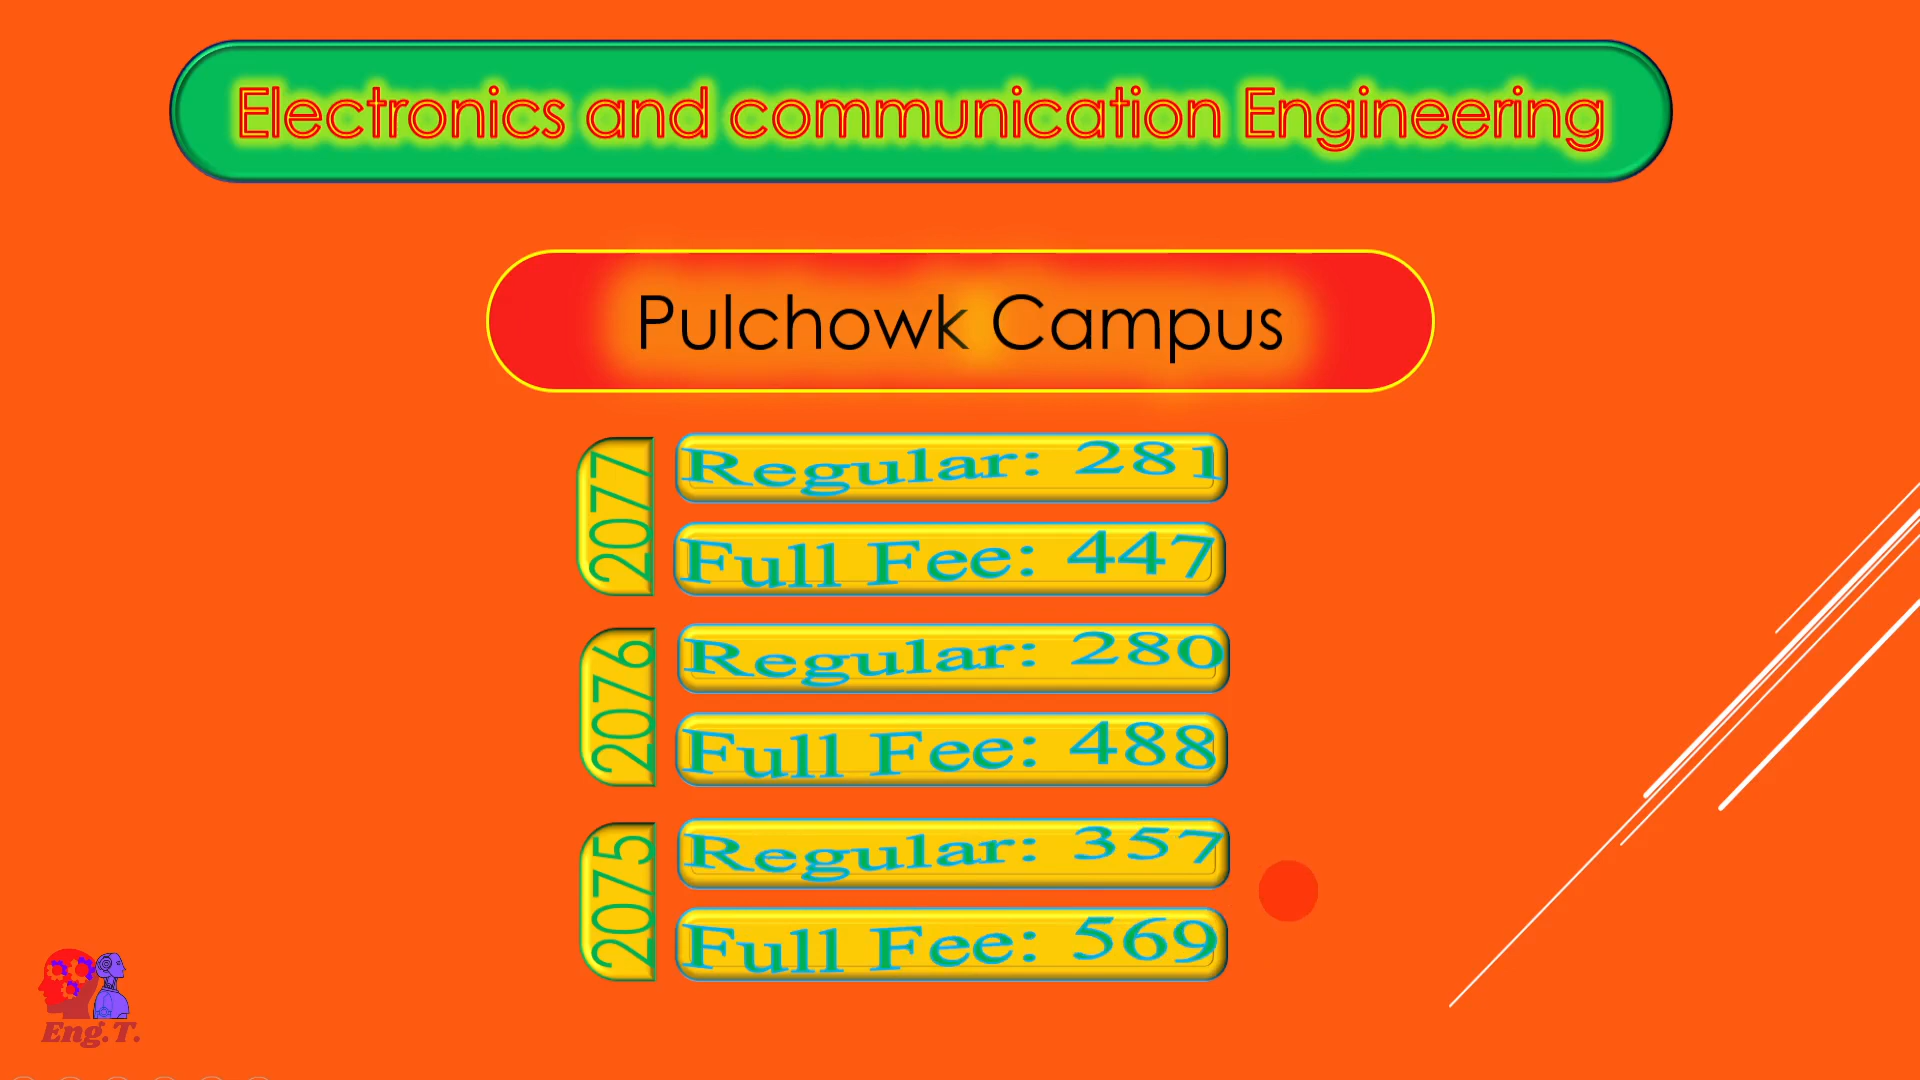 Electronics and communication Engineering
Pulchowk Campus
2077
Regular: 281
Full Fee: 447
2076
Regular: 280
Full Fee: 488
2075
Regular: 357
Full Fee: 569
Eng.T.